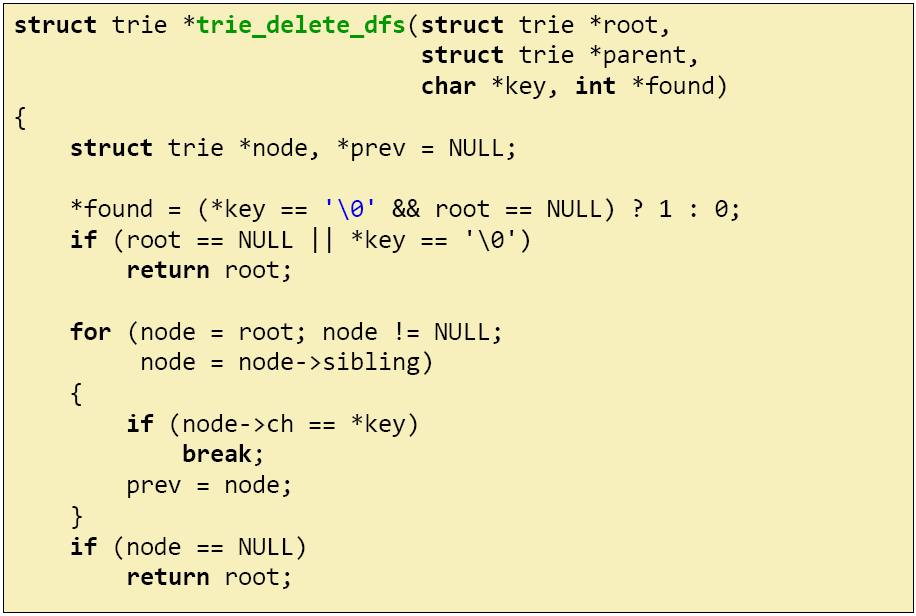 struct trie *trie_delete_dfs(struct trie *root,
                             struct trie *parent,
                             char *key, int *found)
{
    struct trie *node, *prev = NULL;

    *found = (*key == '\0' && root == NULL) ? 1 : 0;
    if (root == NULL || *key == '\0')
        return root;

    for (node = root; node != NULL;
         node = node->sibling)
    {
        if (node->ch == *key)
            break;
        prev = node;
    }
    if (node == NULL)
        return root;